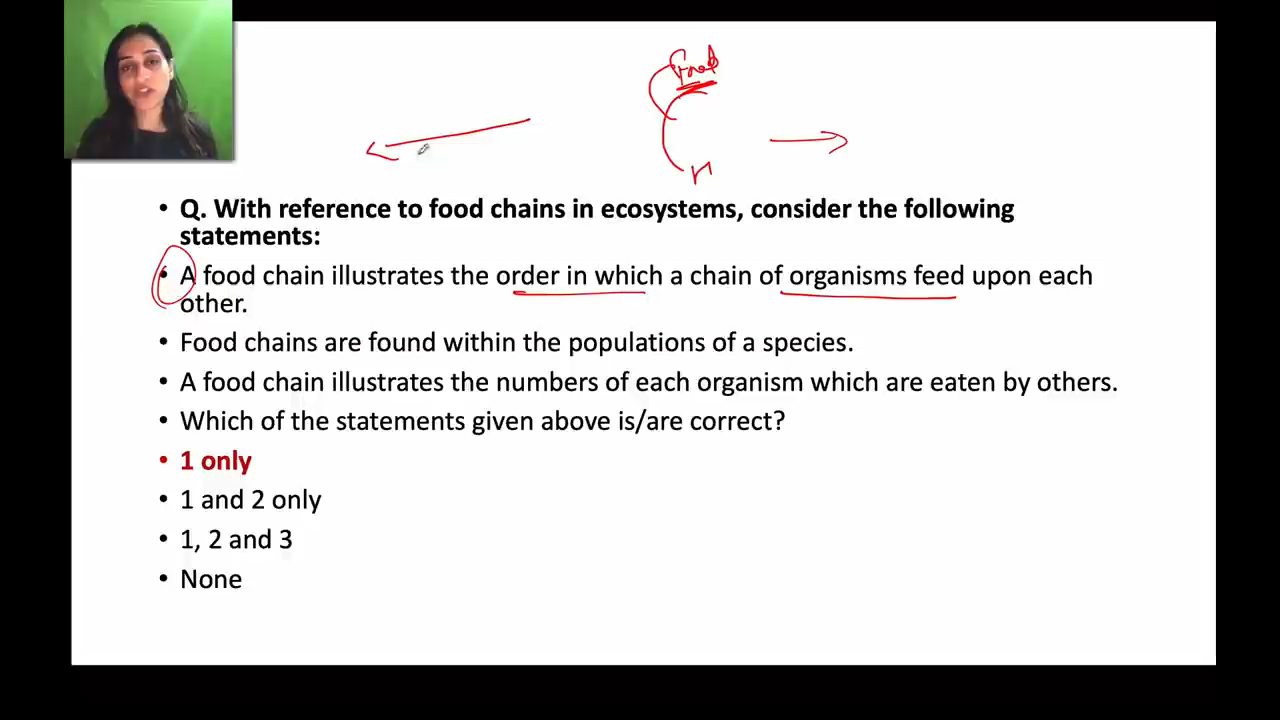 Food
• Q. With reference to food chains in ecosystems, consider the following
statements:
• A food chain illustrates the order in which a chain of organisms feed upon each
other.
• Food chains are found within the populations of a species.
• A food chain illustrates the numbers of each organism which are eaten by others.
• Which of the statements given above is/are correct?
• 1 only
• 1 and 2 only
• 1, 2 and 3
• None